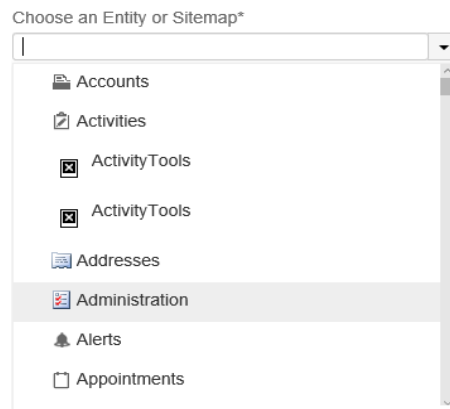 Choose an Entity or Sitemap*
Accounts
Activities
ActivityTools
ActivityTools
Addresses
Administration
Alerts
Appointments